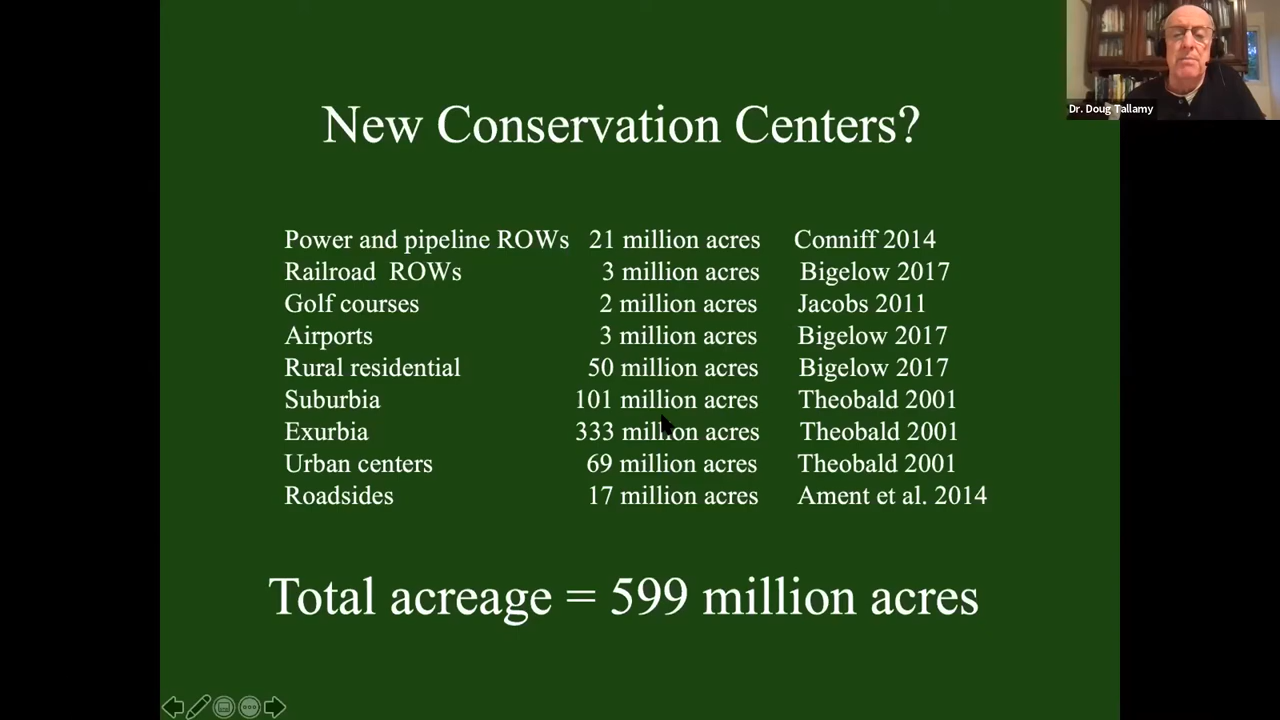 New Conservation Centers?
Power and pipeline ROWs 21 million acres Conniff 2014
Railroad ROWs 3 million acres Bigelow 2017
Golf courses 2 million acres Jacobs 2011
Airports 3 million acres Bigelow 2017
Rural residential 50 million acres Bigelow 2017
Suburbia 101 million acres Theobald 2001
Exurbia 333 million acres Theobald 2001
Urban centers 69 million acres Theobald 2001
Roadsides 17 million acres Ament et al. 2014
Total acreage = 599 million acres
Dr. Doug Tallamy